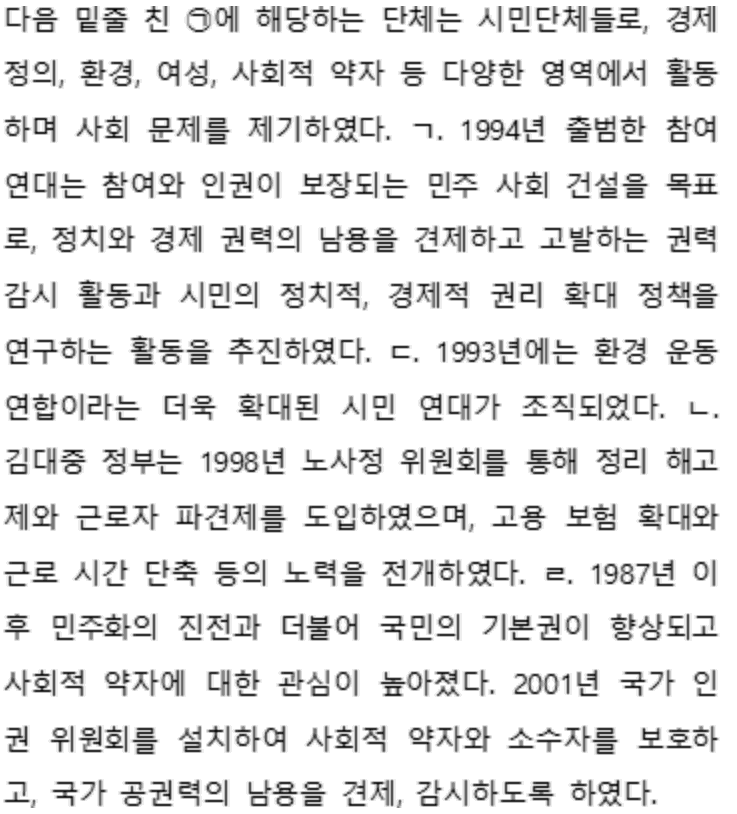 다음 밑줄 친 ㉠에 해당하는 단체는 시민단체들로, 경제
정의, 환경, 여성, 사회적 약자 등 다양한 영역에서 활동
하며 사회 문제를 제기하였다. ㄱ. 1994년 출범한 참여
연대는 참여와 인권이 보장되는 민주 사회 건설을 목표
로, 정치와 경제 권력의 남용을 견제하고 고발하는 권력
감시 활동과 시민의 정치적, 경제적 권리 확대 정책을
연구하는 활동을 추진하였다. ㄷ. 1993년에는 환경 운동
연합이라는 더욱 확대된 시민 연대가 조직되었다. ㄴ.
김대중 정부는 1998년 노사정 위원회를 통해 정리 해고
제와 근로자 파견제를 도입하였으며, 고용 보험 확대와
근로 시간 단축 등의 노력을 전개하였다. ㄹ. 1987년 이
후 민주화의 진전과 더불어 국민의 기본권이 향상되고
사회적 약자에 대한 관심이 높아졌다. 2001년 국가 인
권 위원회를 설치하여 사회적 약자와 소수자를 보호하
고, 국가 공권력의 남용을 견제, 감시하도록 하였다.